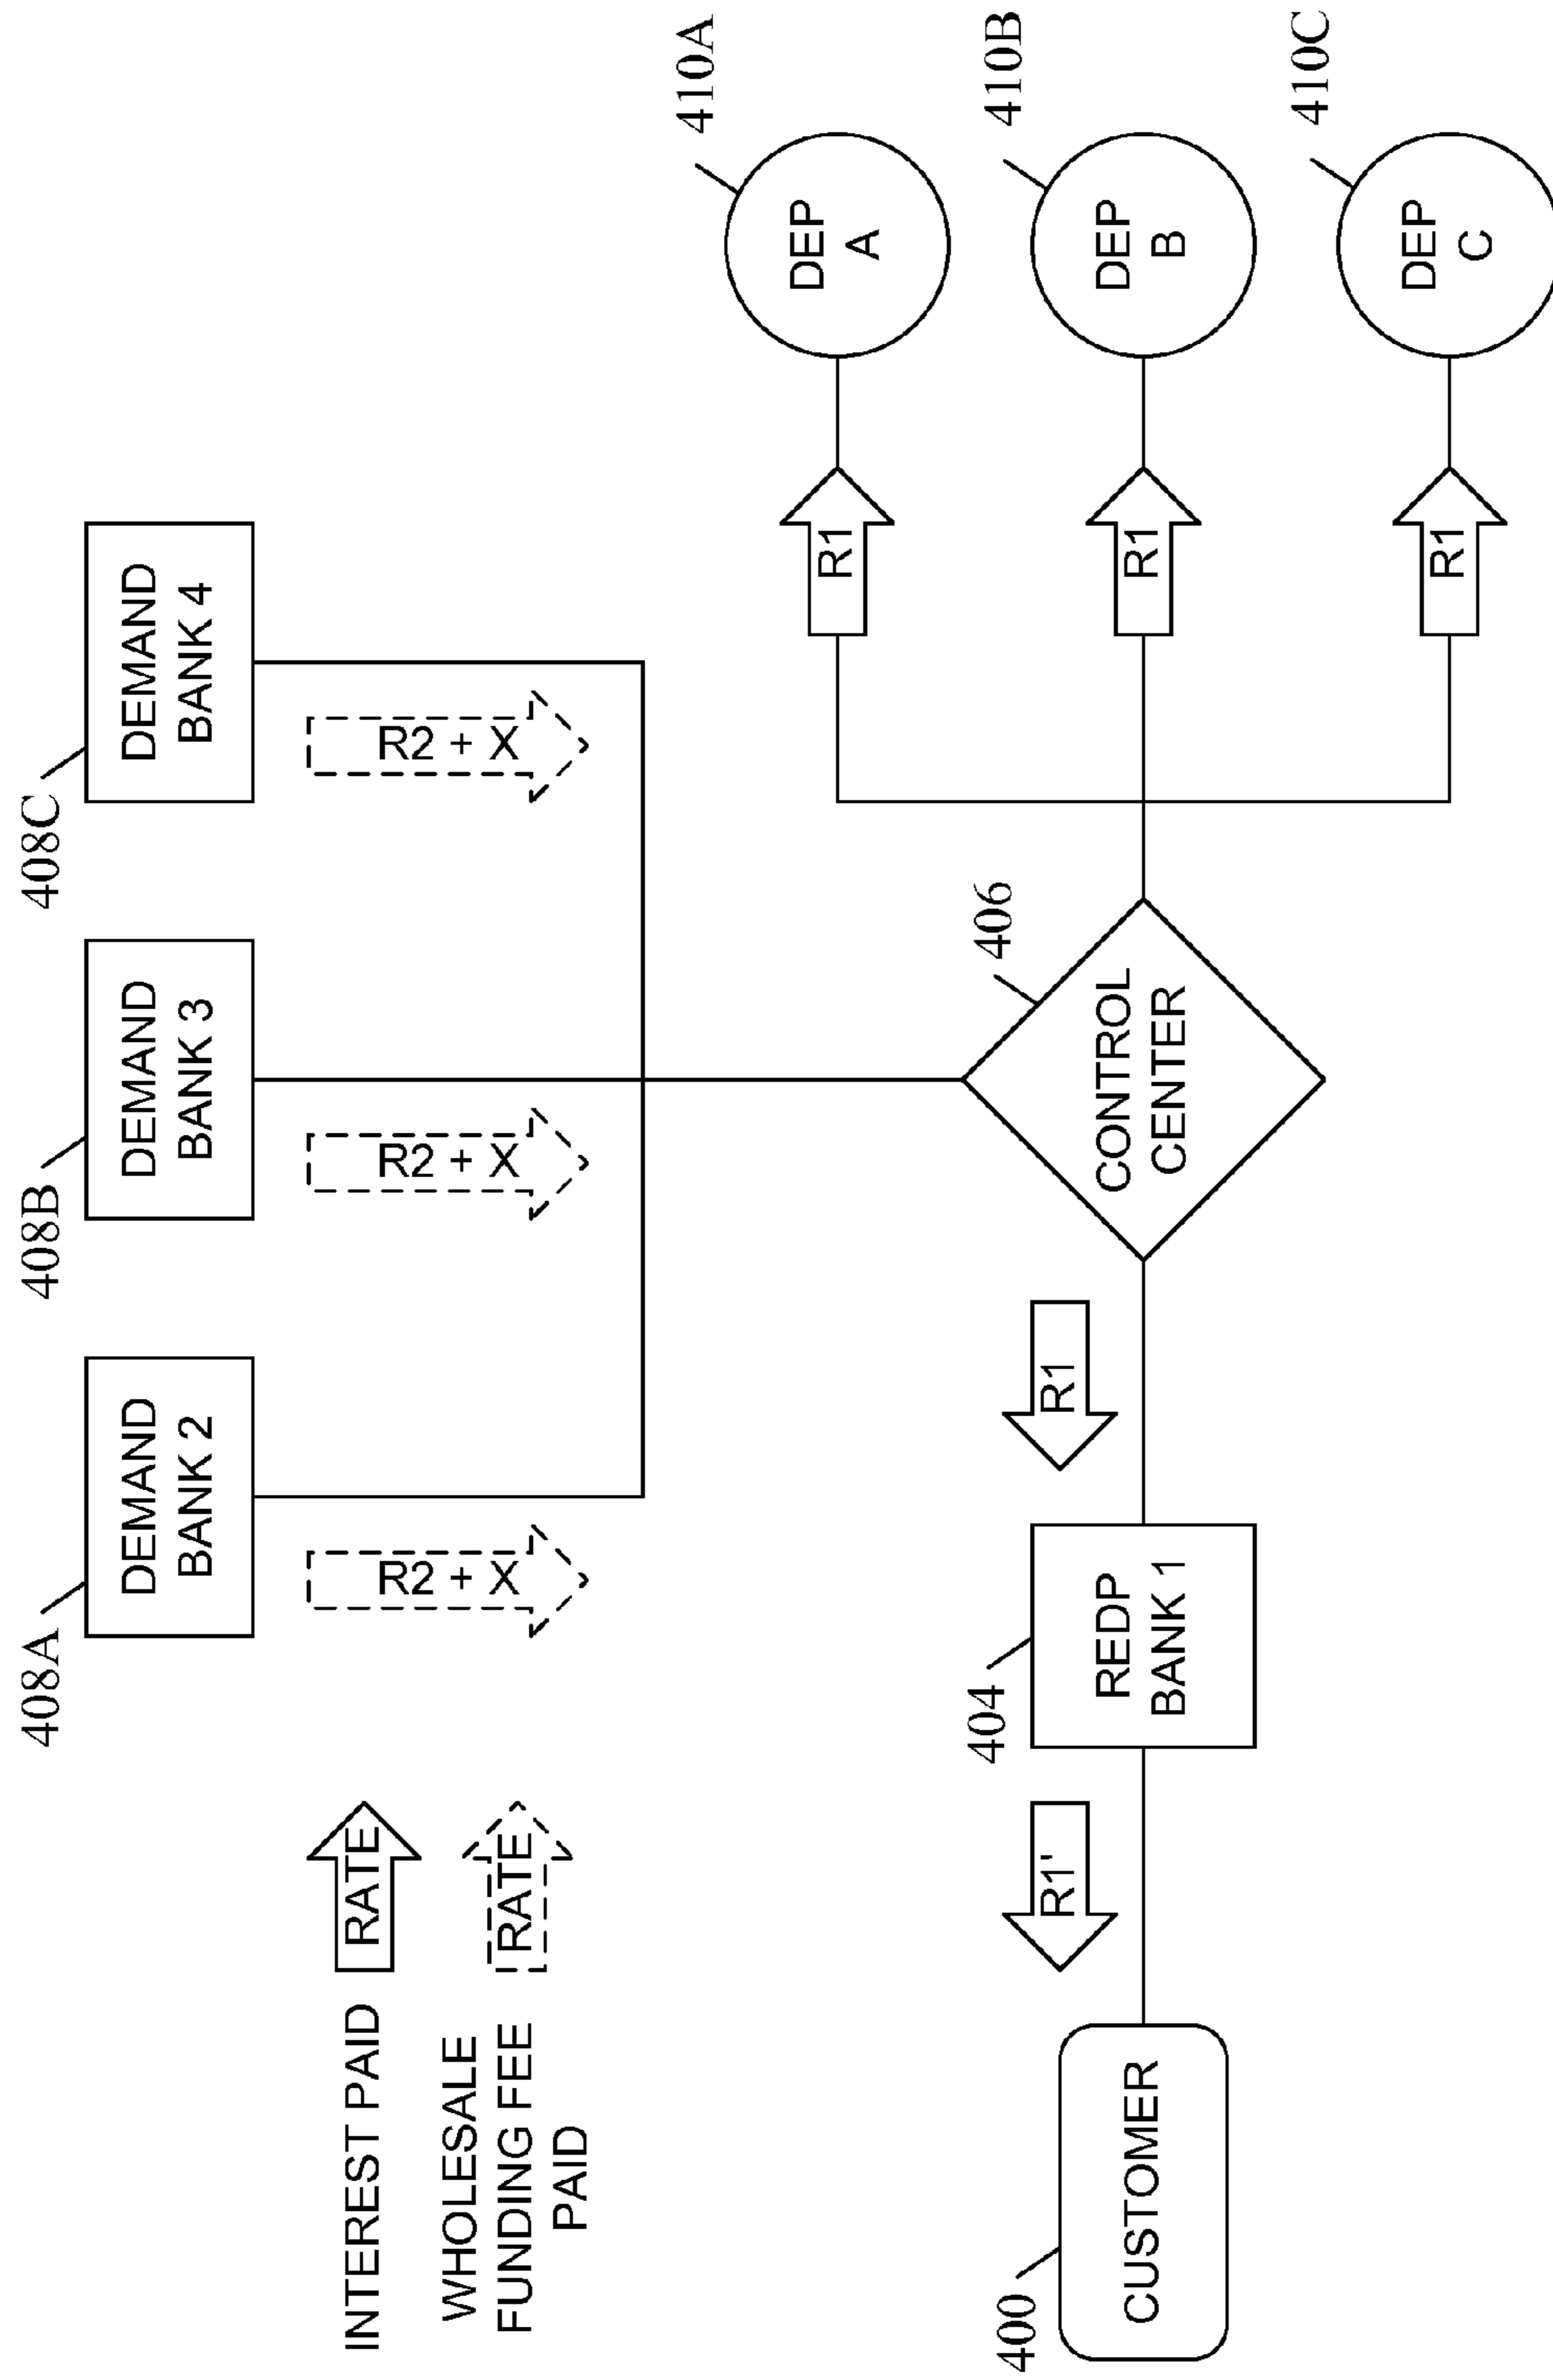 408A
408B
408C
DEMAND
BANK 2
DEMAND
BANK 3
DEMAND
BANK 4
INTEREST PAID
RATE
WHOLESALE
FUNDING FEE
PAID
RATE
R2 + X
R2 + X
R2 + X
410A
DEP
A
R1
400
CUSTOMER
R1'
404
REDP
BANK 1
R1
406
CONTROL
CENTER
R1
410B
DEP
B
R1
410C
DEP
C